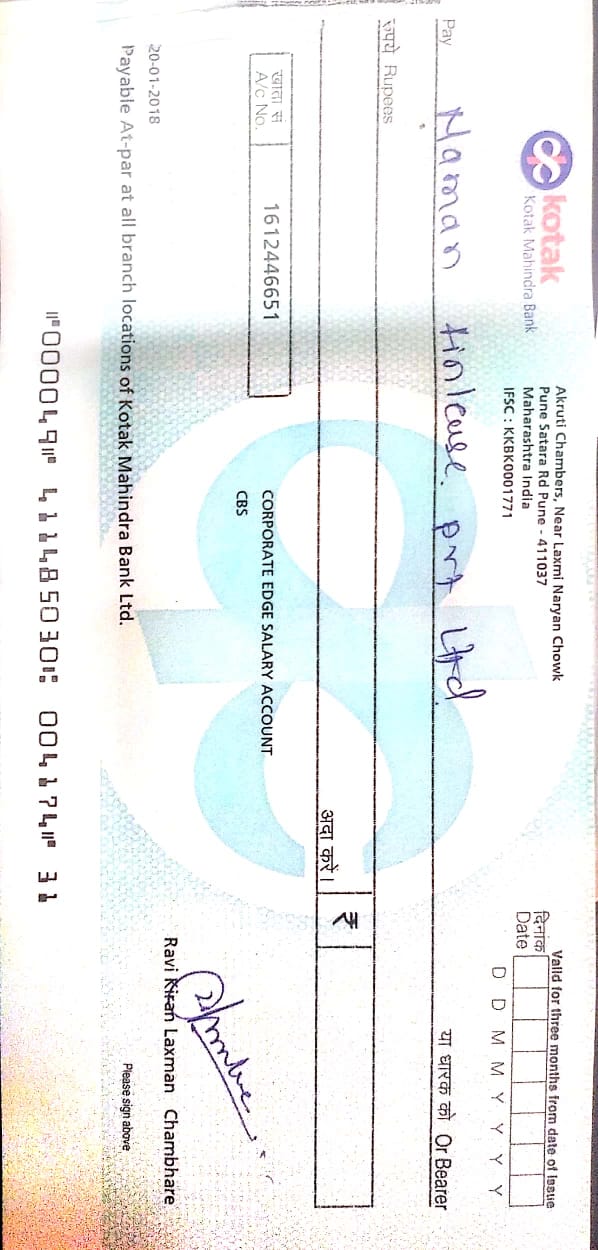 kotak
Kotak Mahindra Bank
Akruti Chambers, Near Laxmi Naryan Chowk
Pune Satara Rd Pune - 411037
Maharashtra India
IFSC : KKBK0001771
Valid for three months from date of Issue
दिनांक
Date
D D M M Y Y Y Y
Pay Naman finlease. pvt Ltd. या धारक को Or Bearer
रुपये Rupees
अदा करें। ₹
खाता सं
A/c No. 1612446651
CORPORATE EDGE SALARY ACCOUNT
CBS
Ravi Kiran Laxman Chambhare
20-01-2018
Please sign above
Payable At-par at all branch locations of Kotak Mahindra Bank Ltd.
⑈000049⑈ 411485030⑆ 004174⑈ 31